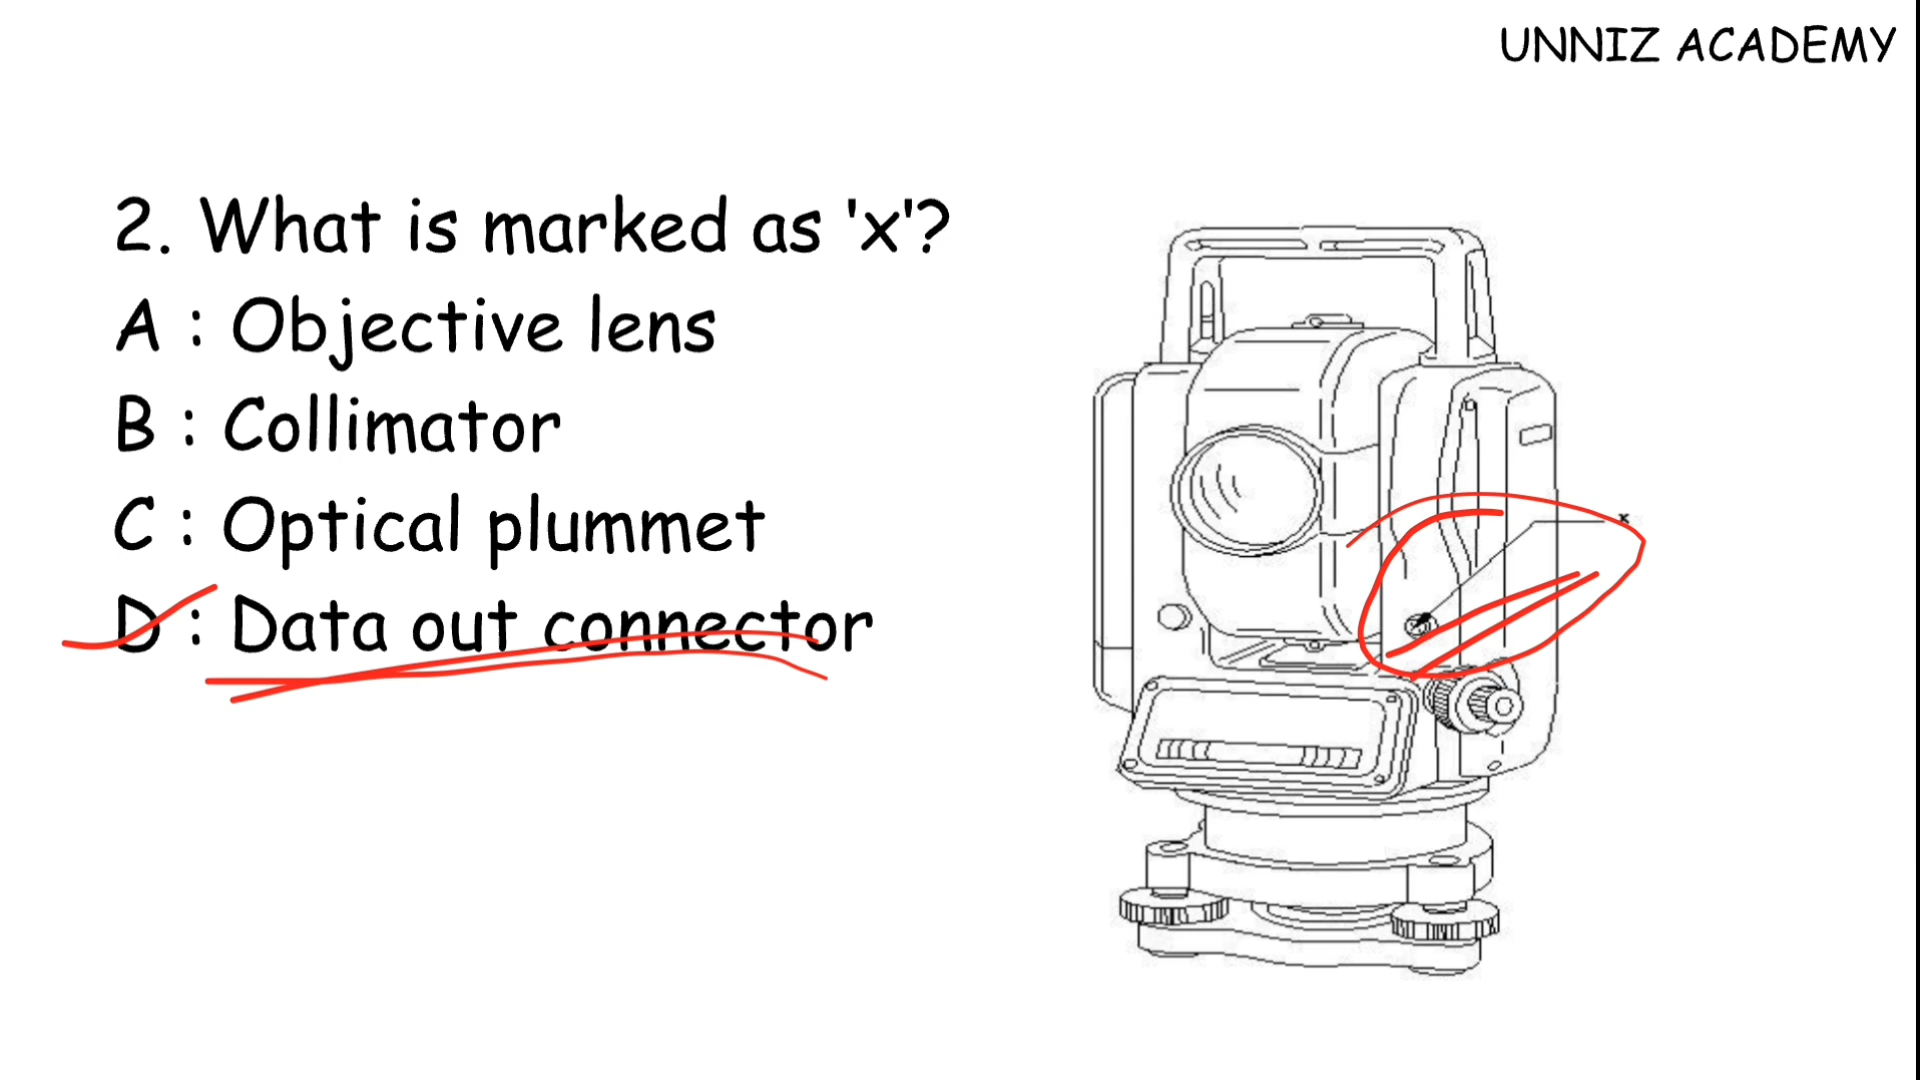 UNNIZ ACADEMY
2. What is marked as 'x'?
A : Objective lens
B : Collimator
C : Optical plummet
D : Data out connector
x